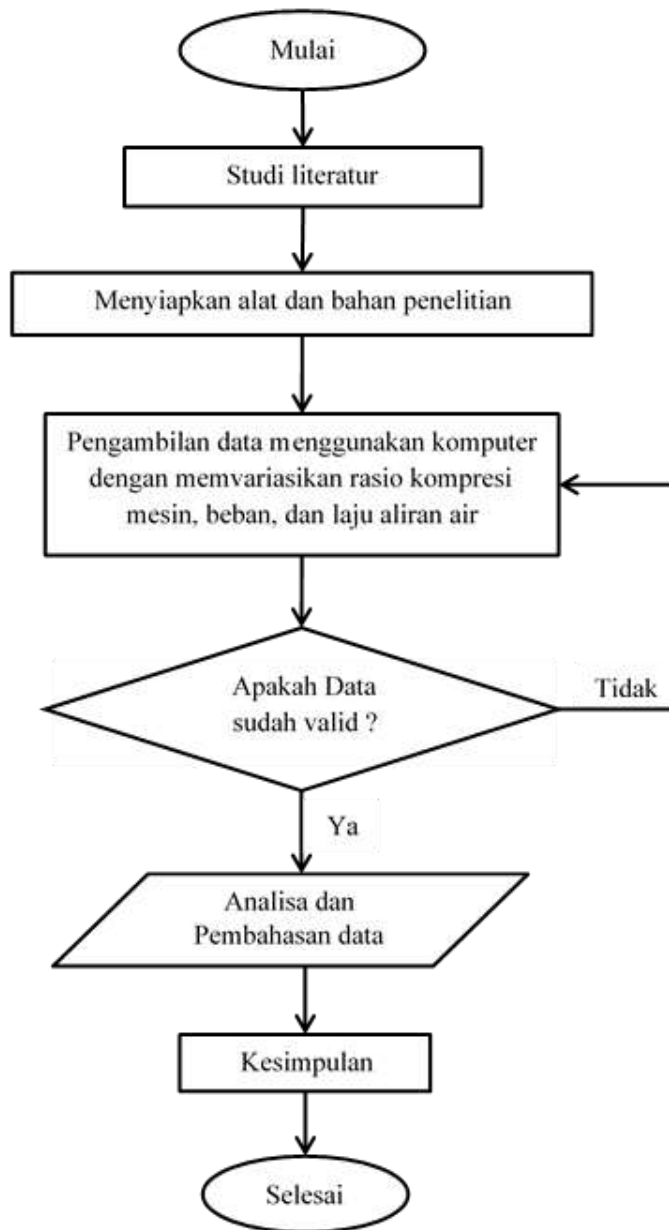 Mulai
Studi literatur
Menyiapkan alat dan bahan penelitian
Pengambilan data menggunakan komputer
dengan memvariasikan rasio kompresi
mesin, beban, dan laju aliran air
Apakah Data
sudah valid ?
Tidak
Ya
Analisa dan
Pembahasan data
Kesimpulan
Selesai